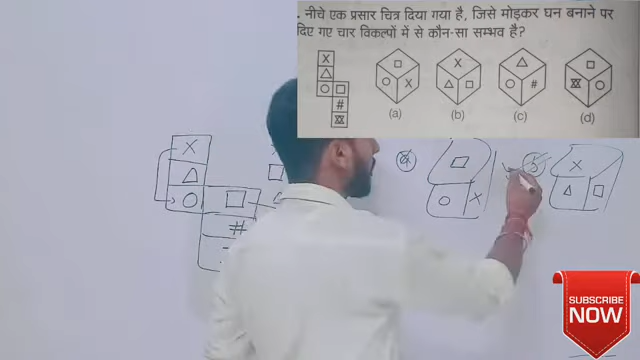 . नीचे एक प्रसार चित्र दिया गया है, जिसे मोड़कर घन बनाने पर
दिए गए चार विकल्पों में से कौन-सा सम्भव है?
X
△
○ □
#
X
□
X
△ □
△
○ #
□
○
(a) (b) (c) (d)
X
△
○ □
#
□
○ X
X
△ □
SUBSCRIBE
NOW